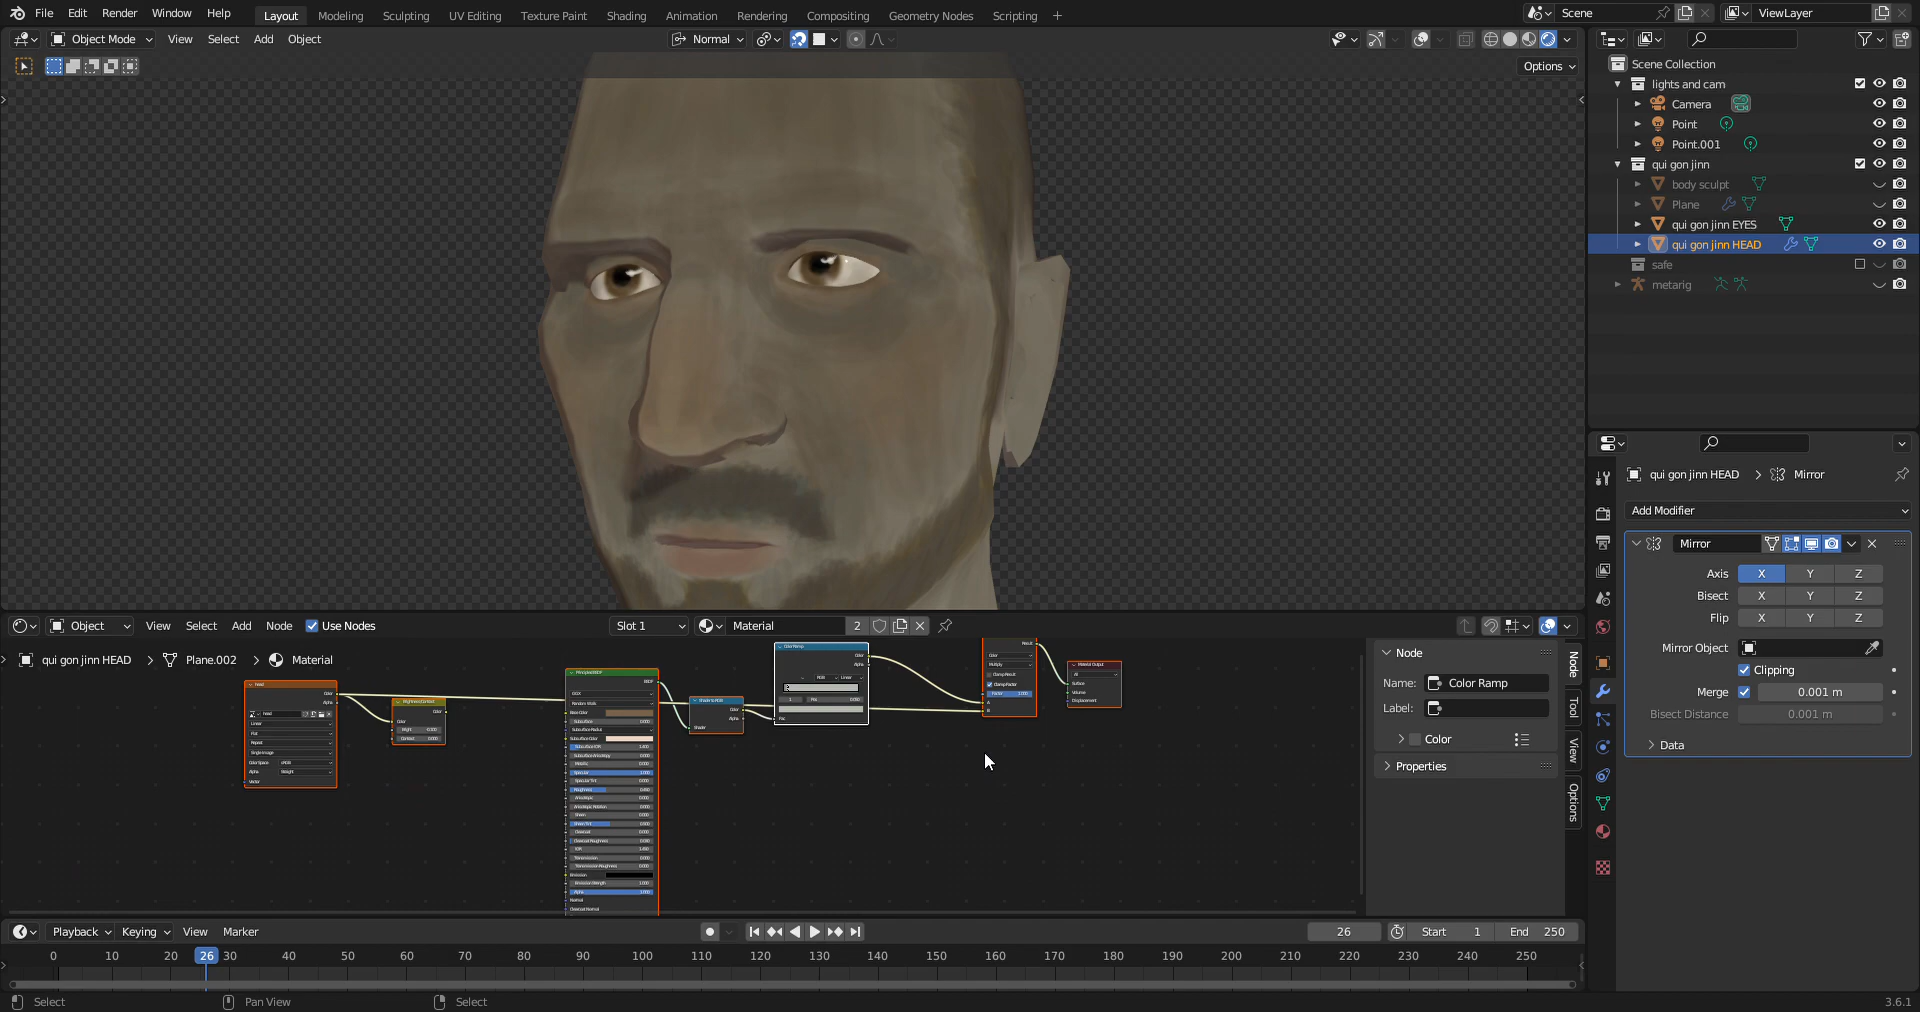 File Edit Render Window Help Layout Modeling Sculpting UV Editing Texture Paint Shading Animation Rendering Compositing Geometry Nodes Scripting + Scene ViewLayer
Object Mode View Select Add Object Normal
Options
Scene Collection
lights and cam
Camera
Point
Point.001
qui gon jinn
body sculpt
Plane
qui gon jinn EYES
qui gon jinn HEAD
safe
metarig
qui gon jinn HEAD > Mirror
Add Modifier
Mirror
Axis X Y Z
Bisect X Y Z
Flip X Y Z
Mirror Object
Clipping
Merge 0.001 m
Bisect Distance 0.001 m
Data
Object View Select Add Node Use Nodes Slot 1 Material 2
qui gon jinn HEAD > Plane.002 > Material
Node
Name: Color Ramp
Label:
Color
Properties
Node
Tool
View
Options
Playback Keying View Marker 26 Start 1 End 250
0 10 20 26 30 40 50 60 70 80 90 100 110 120 130 140 150 160 170 180 190 200 210 220 230 240 250
Select Pan View Select 3.6.1